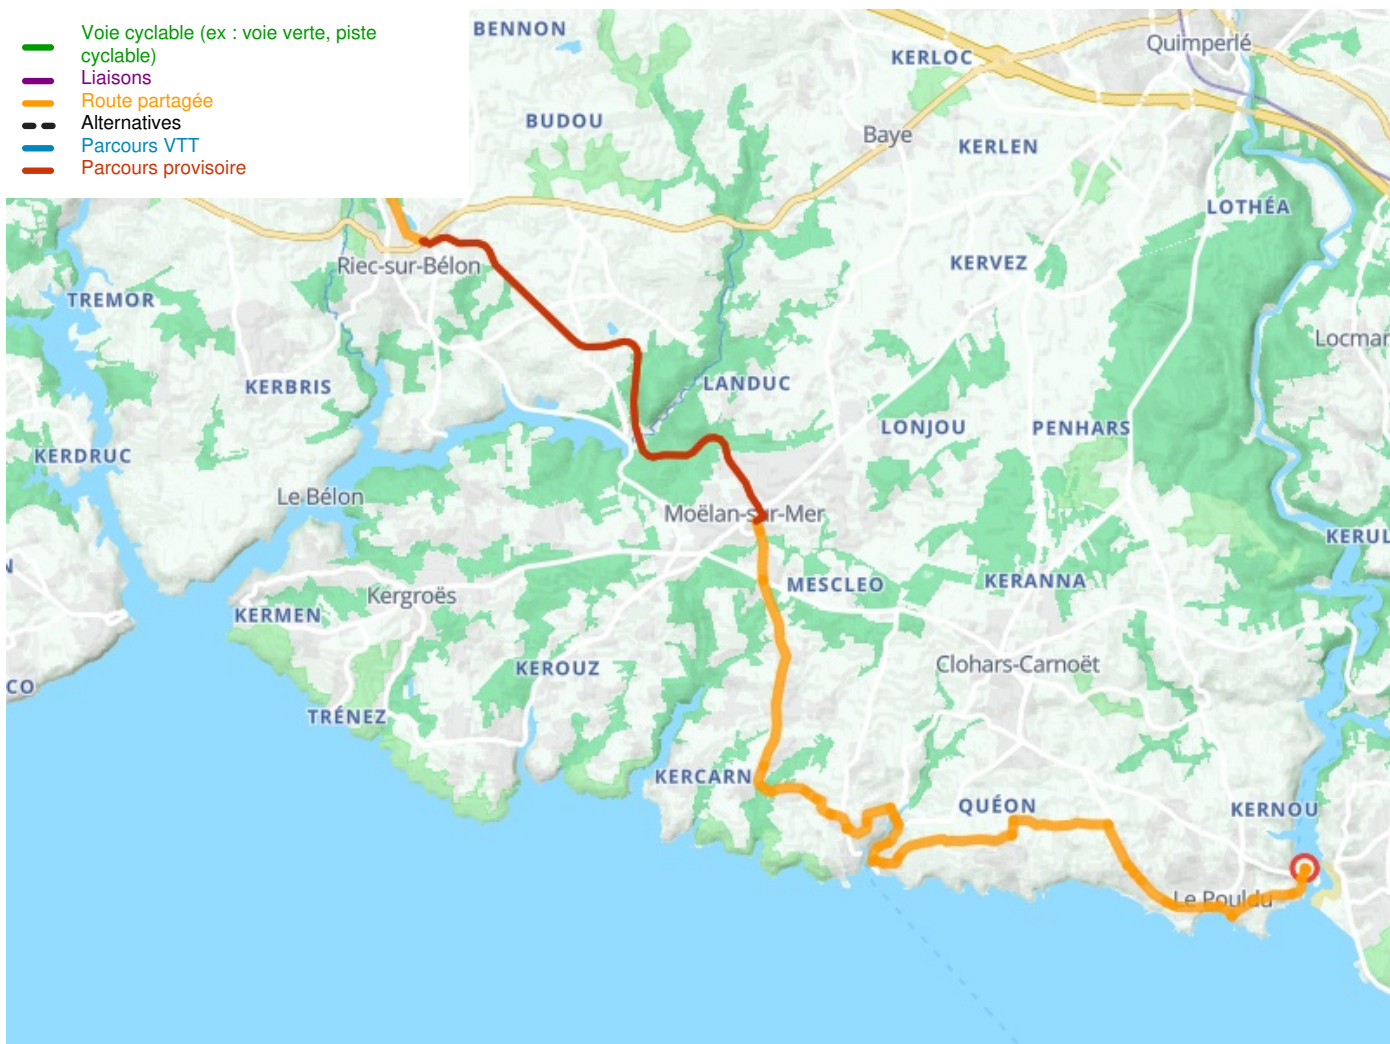 Voie cyclable (ex : voie verte, piste
cyclable)
Liaisons
Route partagée
Alternatives
Parcours VTT
Parcours provisoire
BENNON
Quimperlé
KERLOC
BUDOU
Baye
KERLEN
LOTHÉA
Riec-sur-Bélon
KERVEZ
TREMOR
Locmar
KERBRIS
LANDUC
LONJOU
PENHARS
KERDRUC
Le Bélon
Moëlan-sur-Mer
KERUL
N
MESCLEO
KERANNA
Kergroës
KERMEN
KEROUZ
Clohars-Carnoët
CO
TRÉNEZ
KERCARN
QUÉON
KERNOU
Le Pouldu